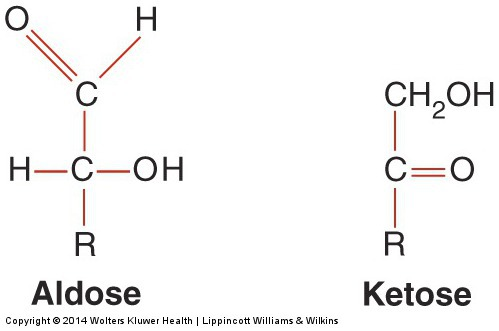 O H
C CH2OH
H C OH C O
R R
Aldose Ketose
Copyright © 2014 Wolters Kluwer Health | Lippincott Williams & Wilkins